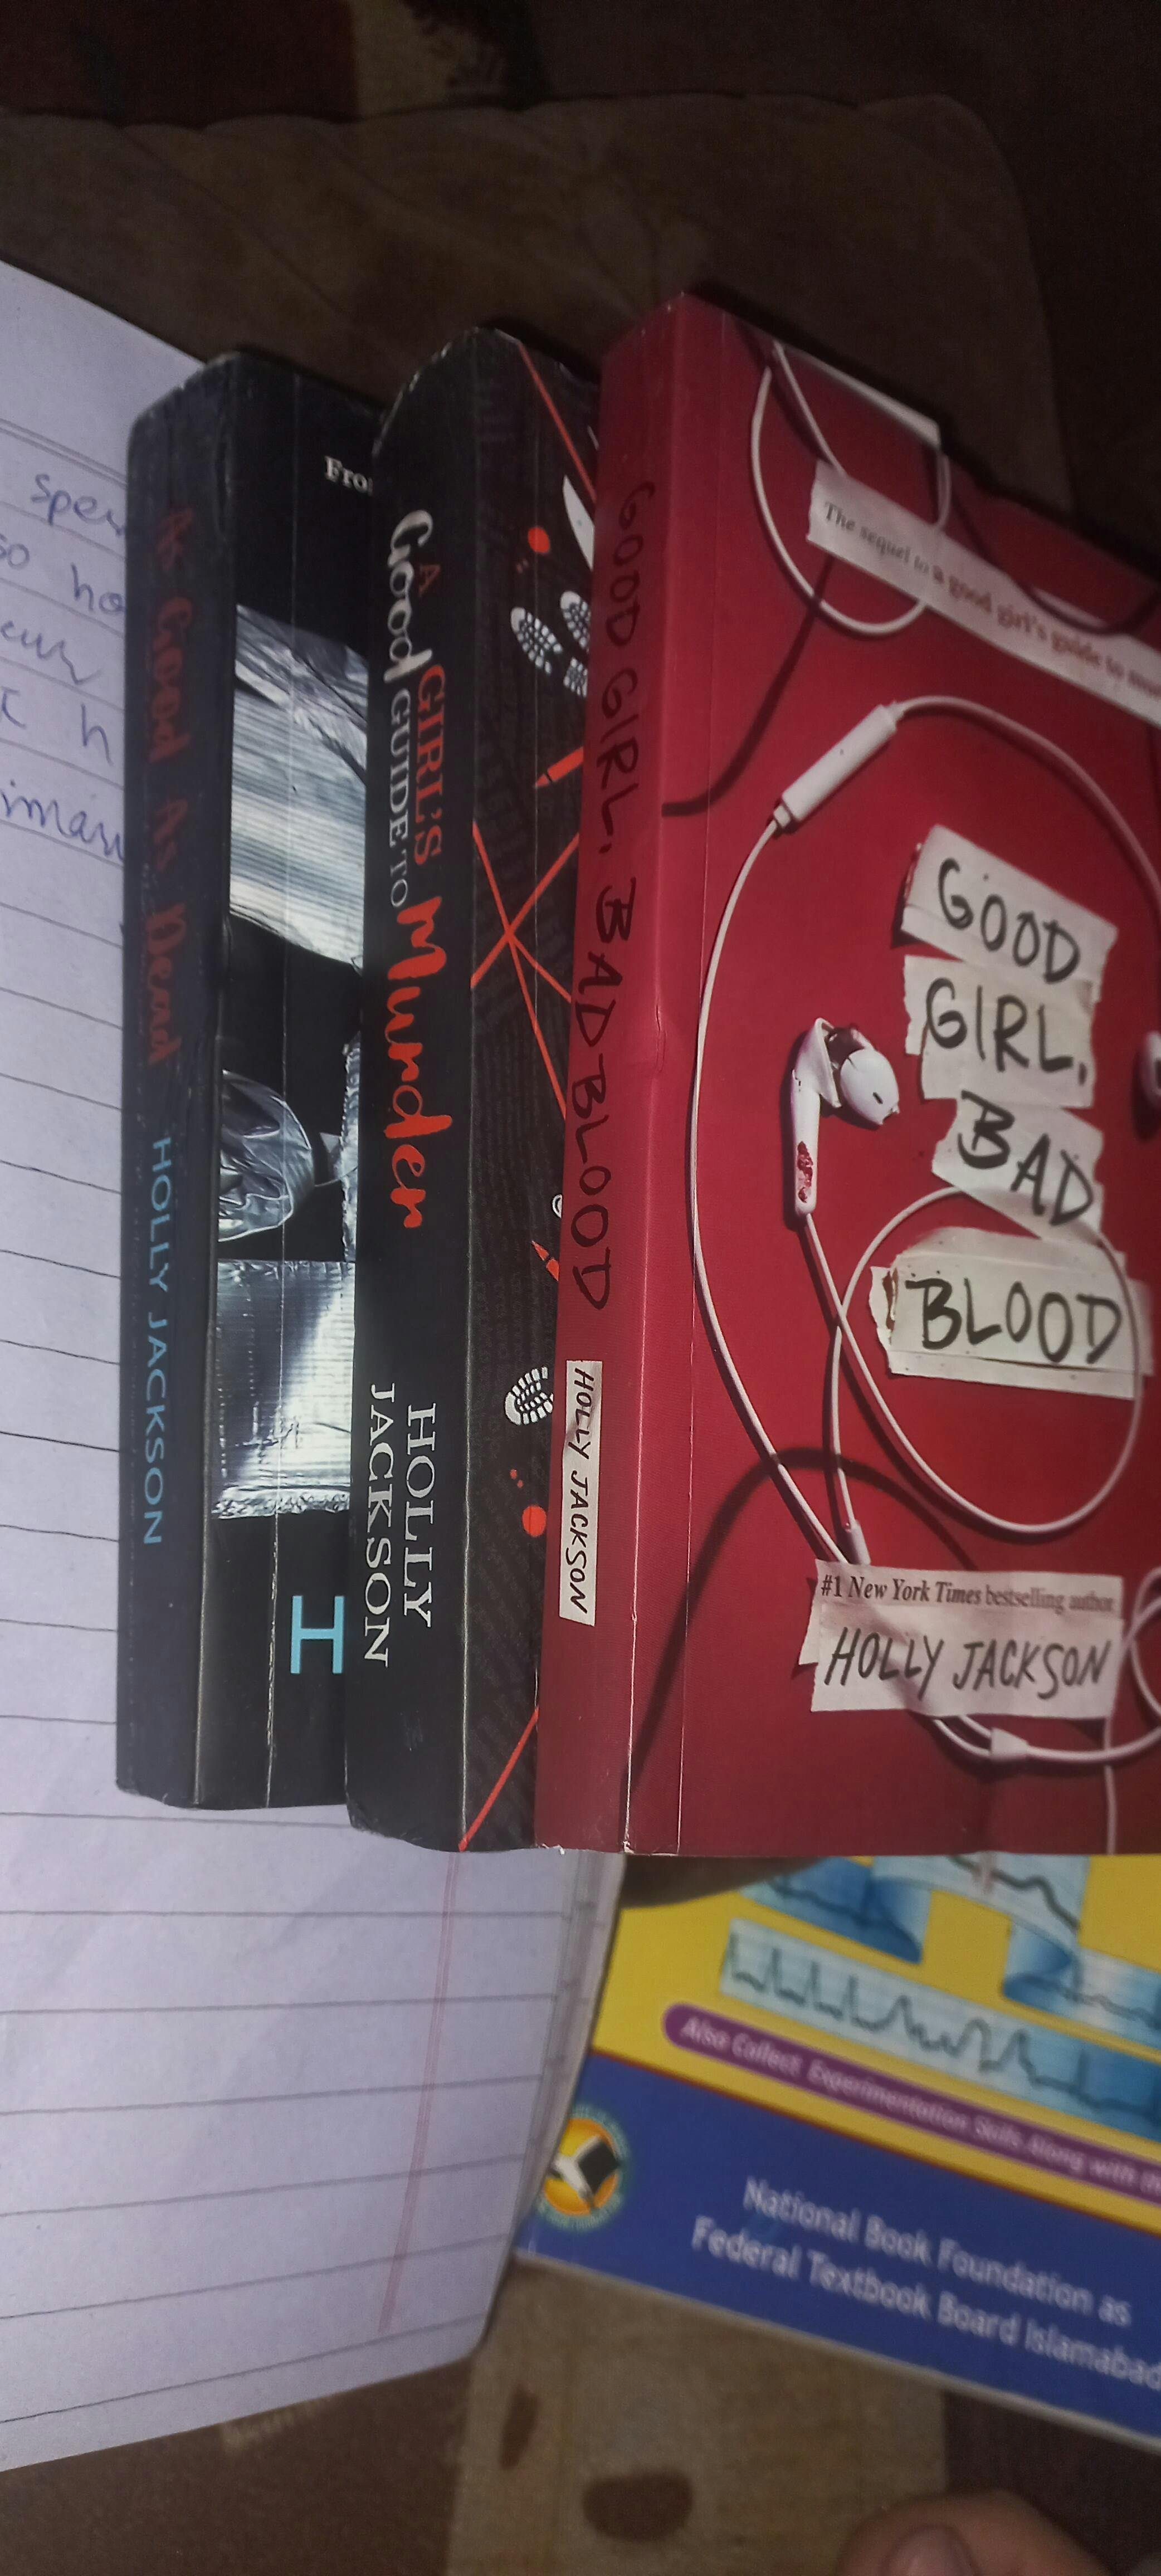 so
I
A Good As Dead HOLLY JACKSON
H
A
Good GIRL'S
GUIDE TO Murder
HOLLY
JACKSON
GOOD GIRL, BAD BLOOD
HOLLY JACKSON
The sequel to a good girl's guide to
GOOD
GIRL,
BAD
BLOOD
#1 New York Times bestselling author
HOLLY JACKSON
Also Collect Experimentation Skills Along with
National Book Foundation as
Federal Textbook Board Islamabad